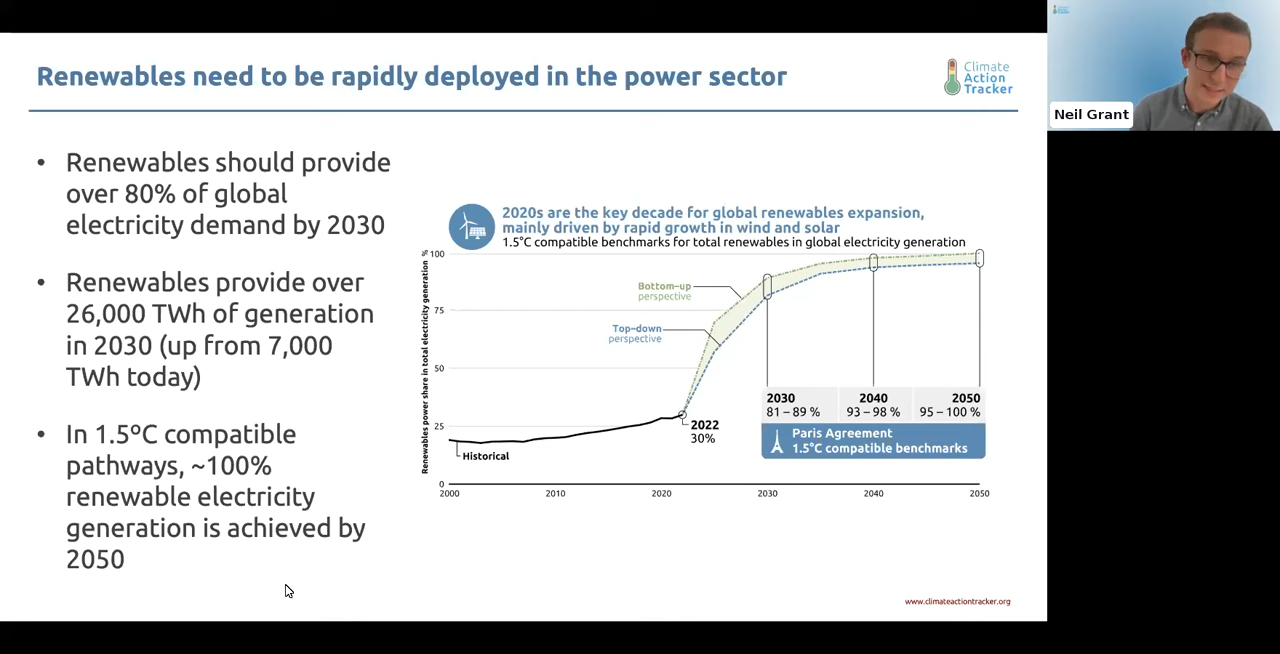 Renewables need to be rapidly deployed in the power sector
Climate
Action
Tracker
Neil Grant
• Renewables should provide
over 80% of global
electricity demand by 2030
• Renewables provide over
26,000 TWh of generation
in 2030 (up from 7,000
TWh today)
• In 1.5ºC compatible
pathways, ~100%
renewable electricity
generation is achieved by
2050
2020s are the key decade for global renewables expansion,
mainly driven by rapid growth in wind and solar
1.5°C compatible benchmarks for total renewables in global electricity generation
Renewables power share in total electricity generation %
100
75
50
25
0
Bottom–up
perspective
Top–down
perspective
2022
30%
Historical
2030 2040 2050
81 – 89 % 93 – 98 % 95 – 100 %
Paris Agreement
1.5°C compatible benchmarks
2000 2010 2020 2030 2040 2050
www.climateactiontracker.org